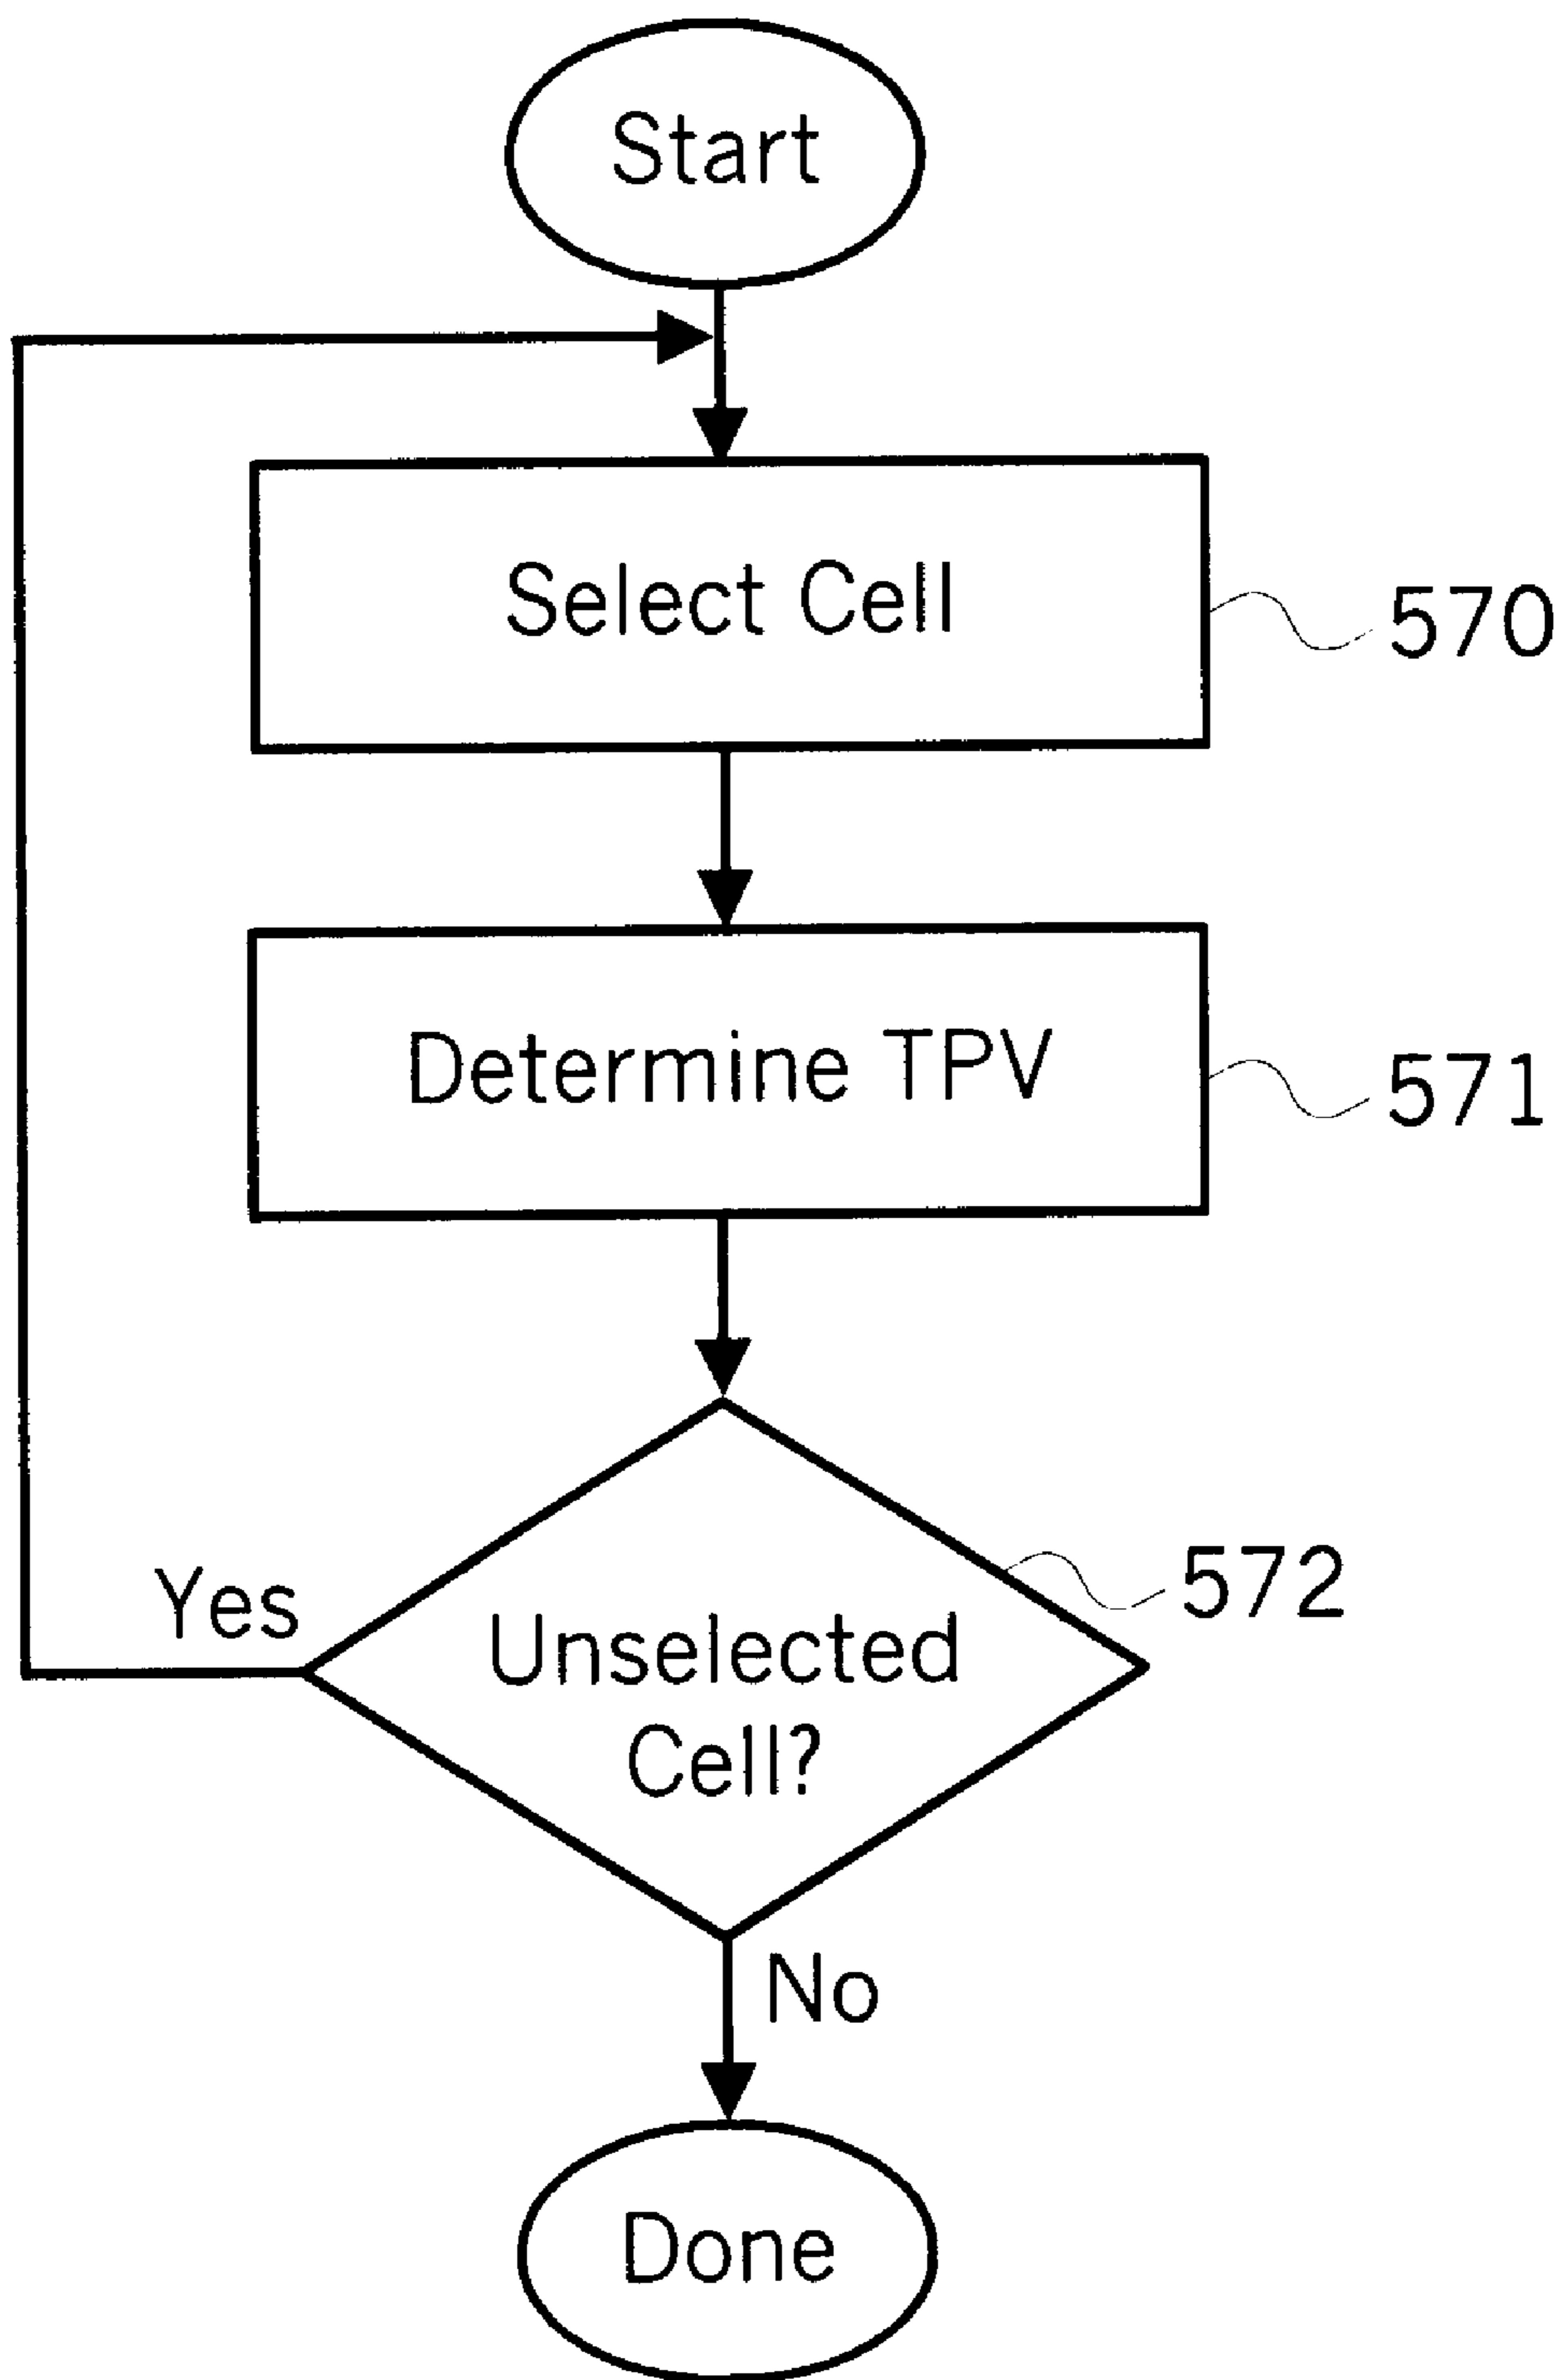 Start
Select Cell
570
Determine TPV
571
572
Yes
Unselected
Cell?
No
Done